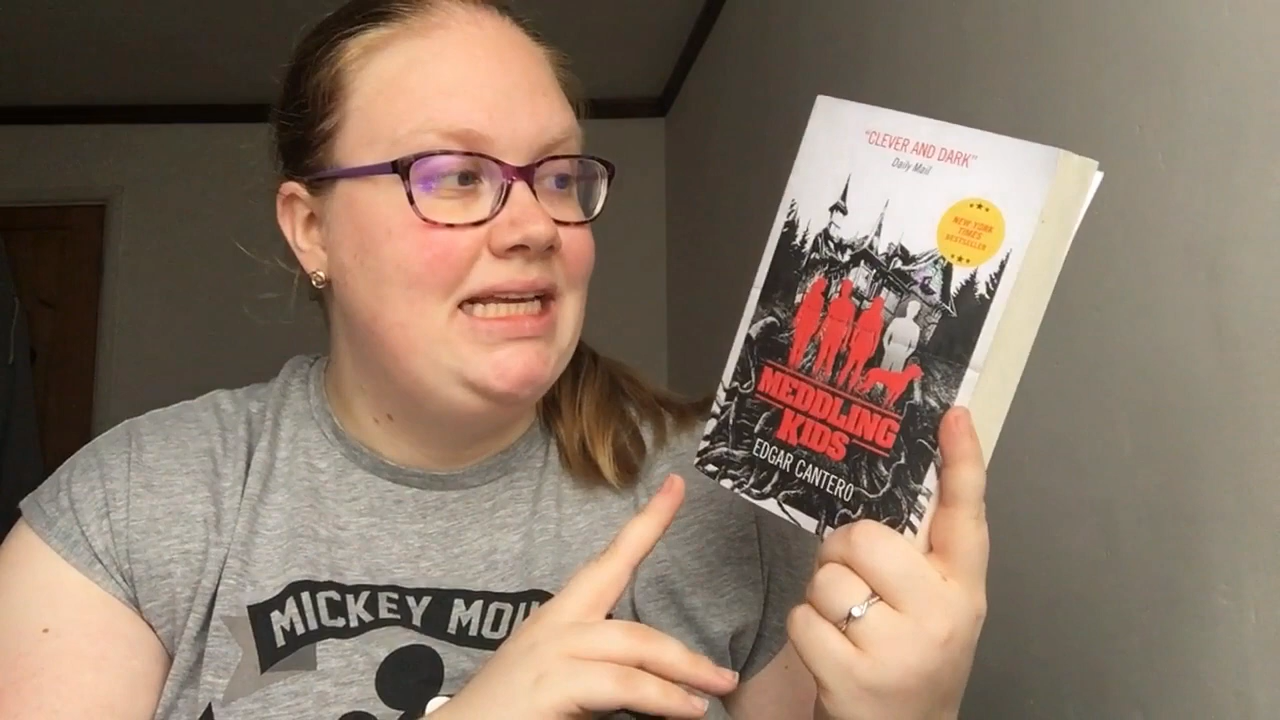 "CLEVER AND DARK"
Daily Mail
NEW YORK
TIMES
BESTSELLER
MEDDLING
KIDS
EDGAR CANTERO
MICKEY MOU